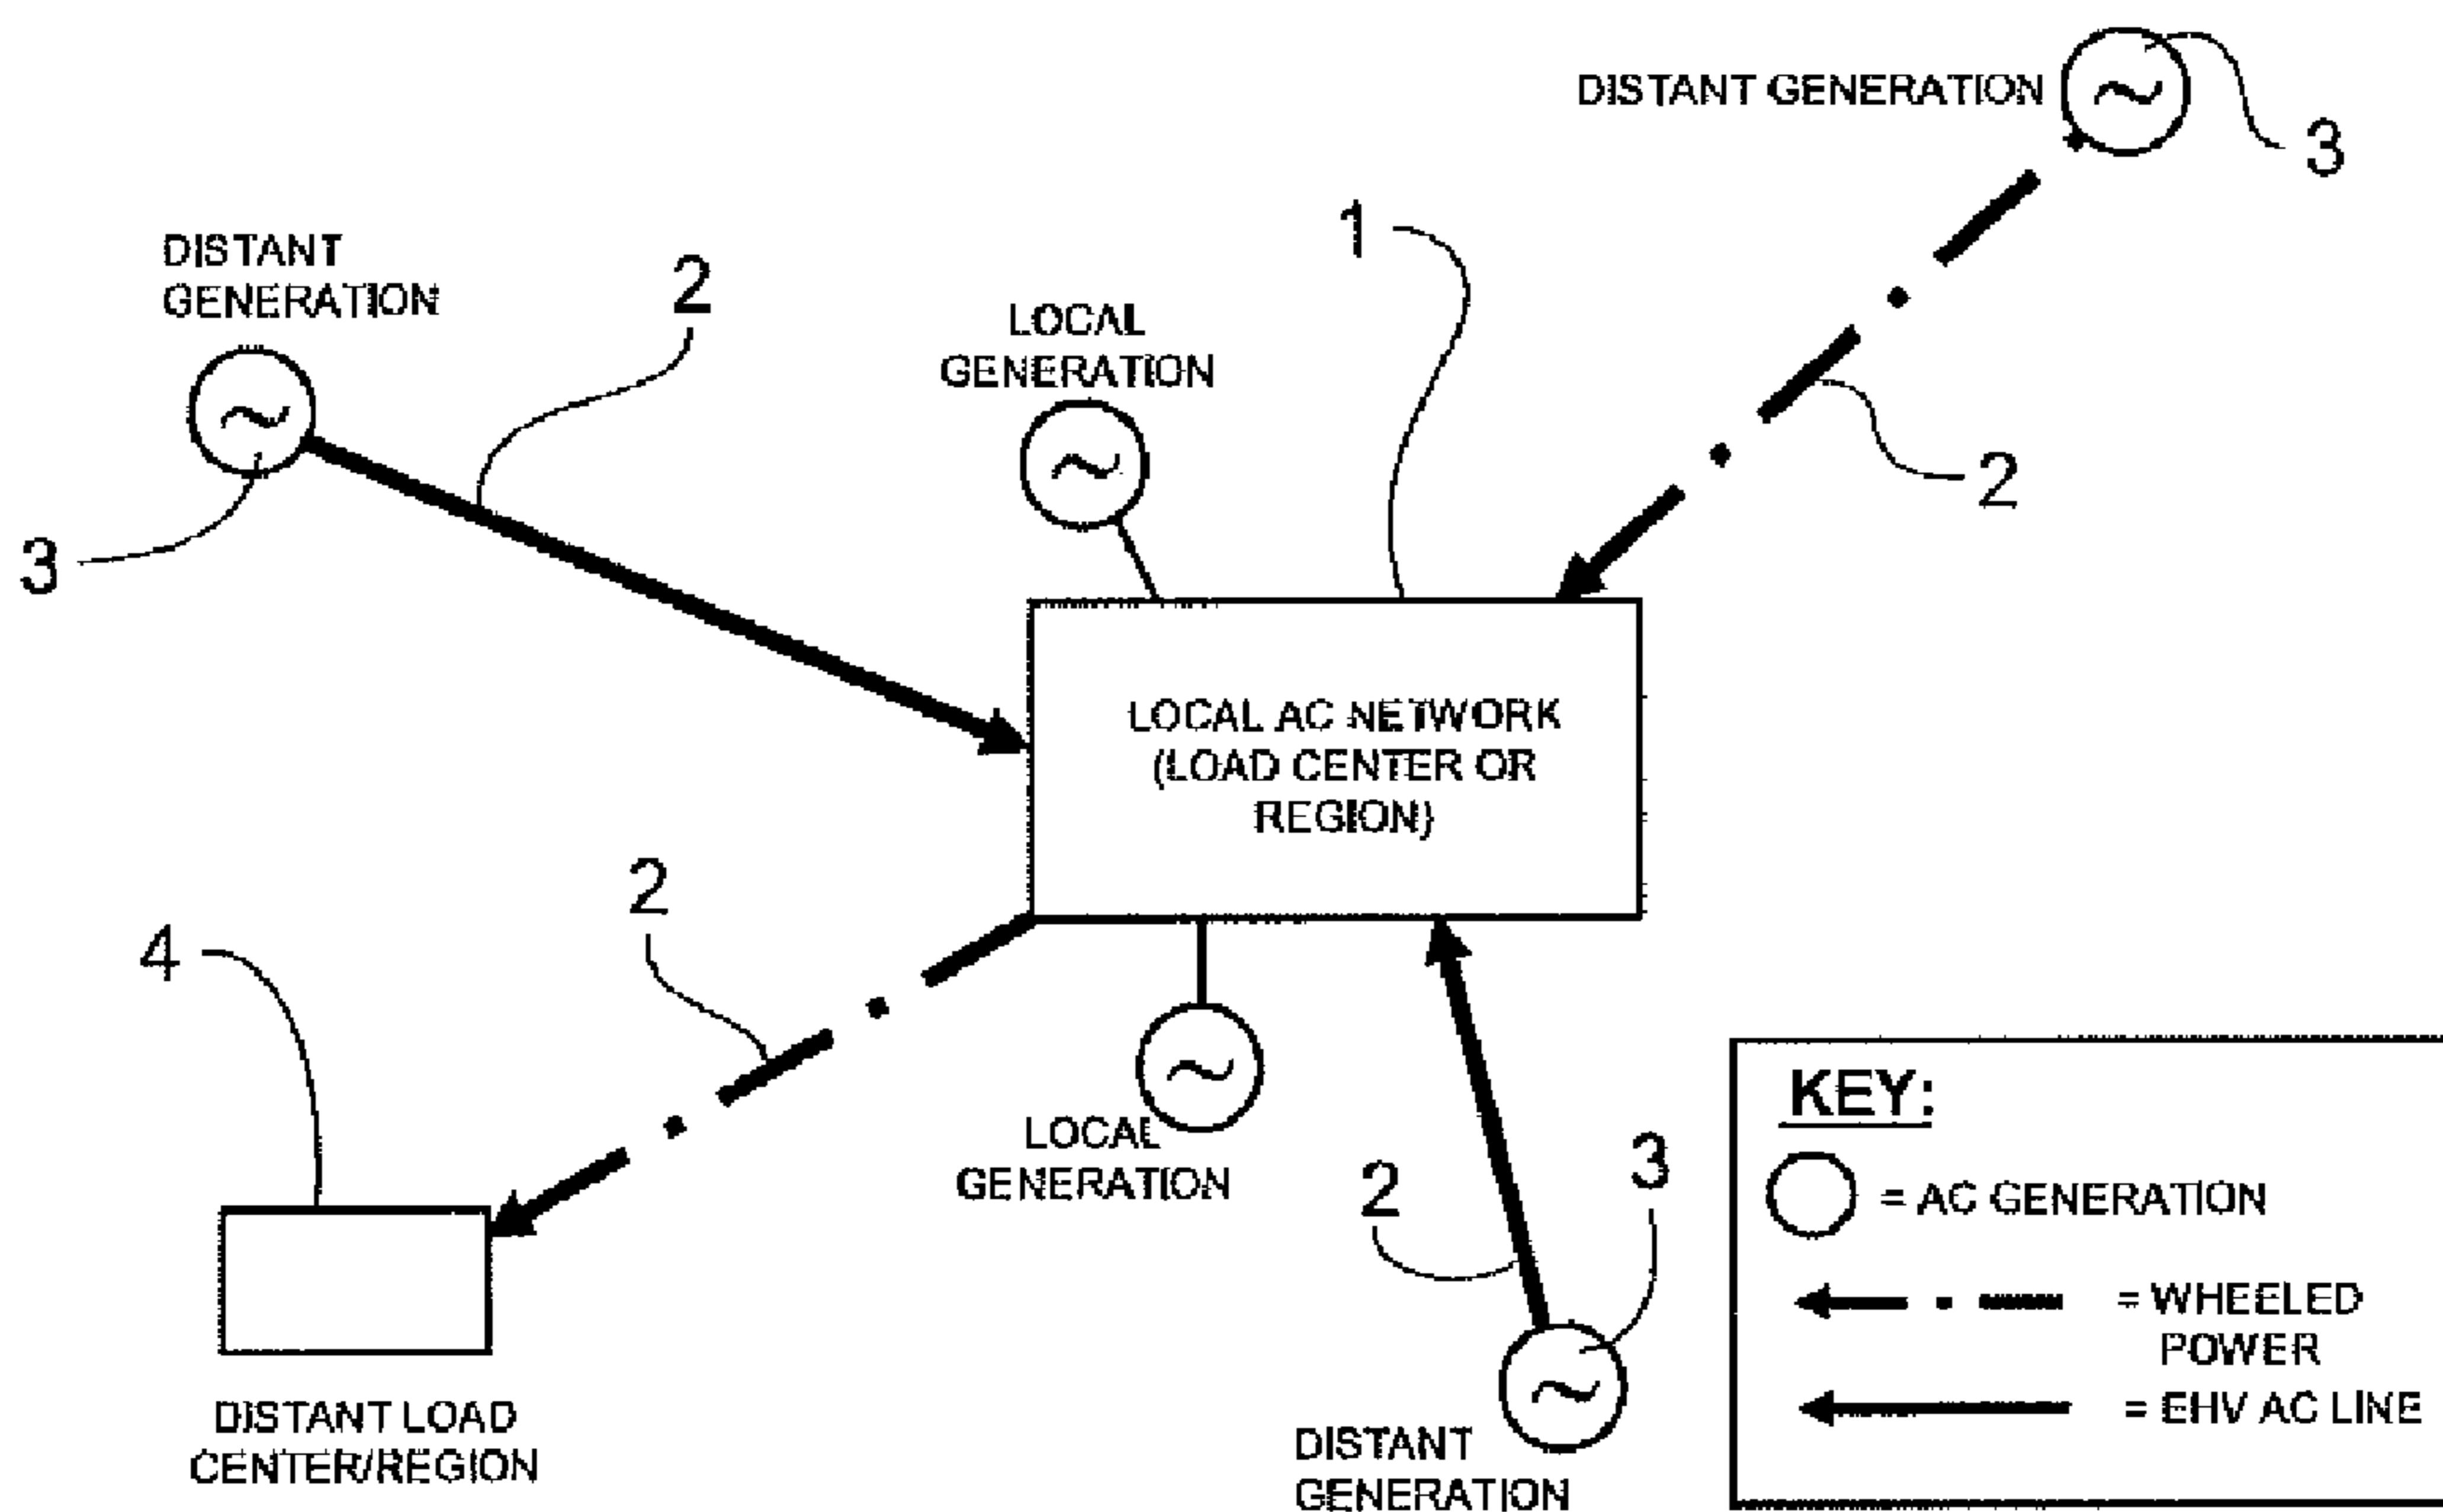 DISTANT GENERATION
3
1
DISTANT
GENERATION
2
LOCAL
GENERATION
2
3
LOCAL AC NETWORK
(LOAD CENTER OR
REGION)
2
4
LOCAL
GENERATION
2
3
DISTANT LOAD
CENTER/REGION
DISTANT
GENERATION
KEY:
= AC GENERATION
= WHEELED
POWER
= EHV AC LINE